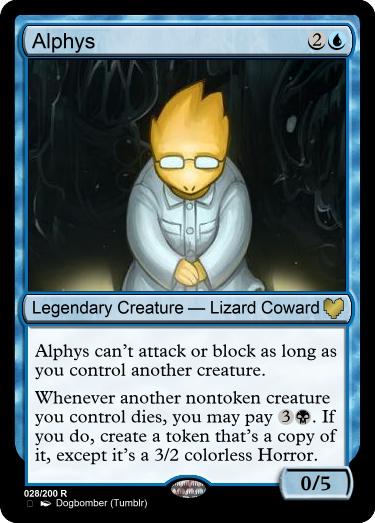 Alphys 2
Legendary Creature — Lizard Coward
Alphys can't attack or block as long as
you control another creature.
Whenever another nontoken creature
you control dies, you may pay 3. If
you do, create a token that's a copy of
it, except it's a 3/2 colorless Horror.
0/5
028/200 R
Dogbomber (Tumblr)